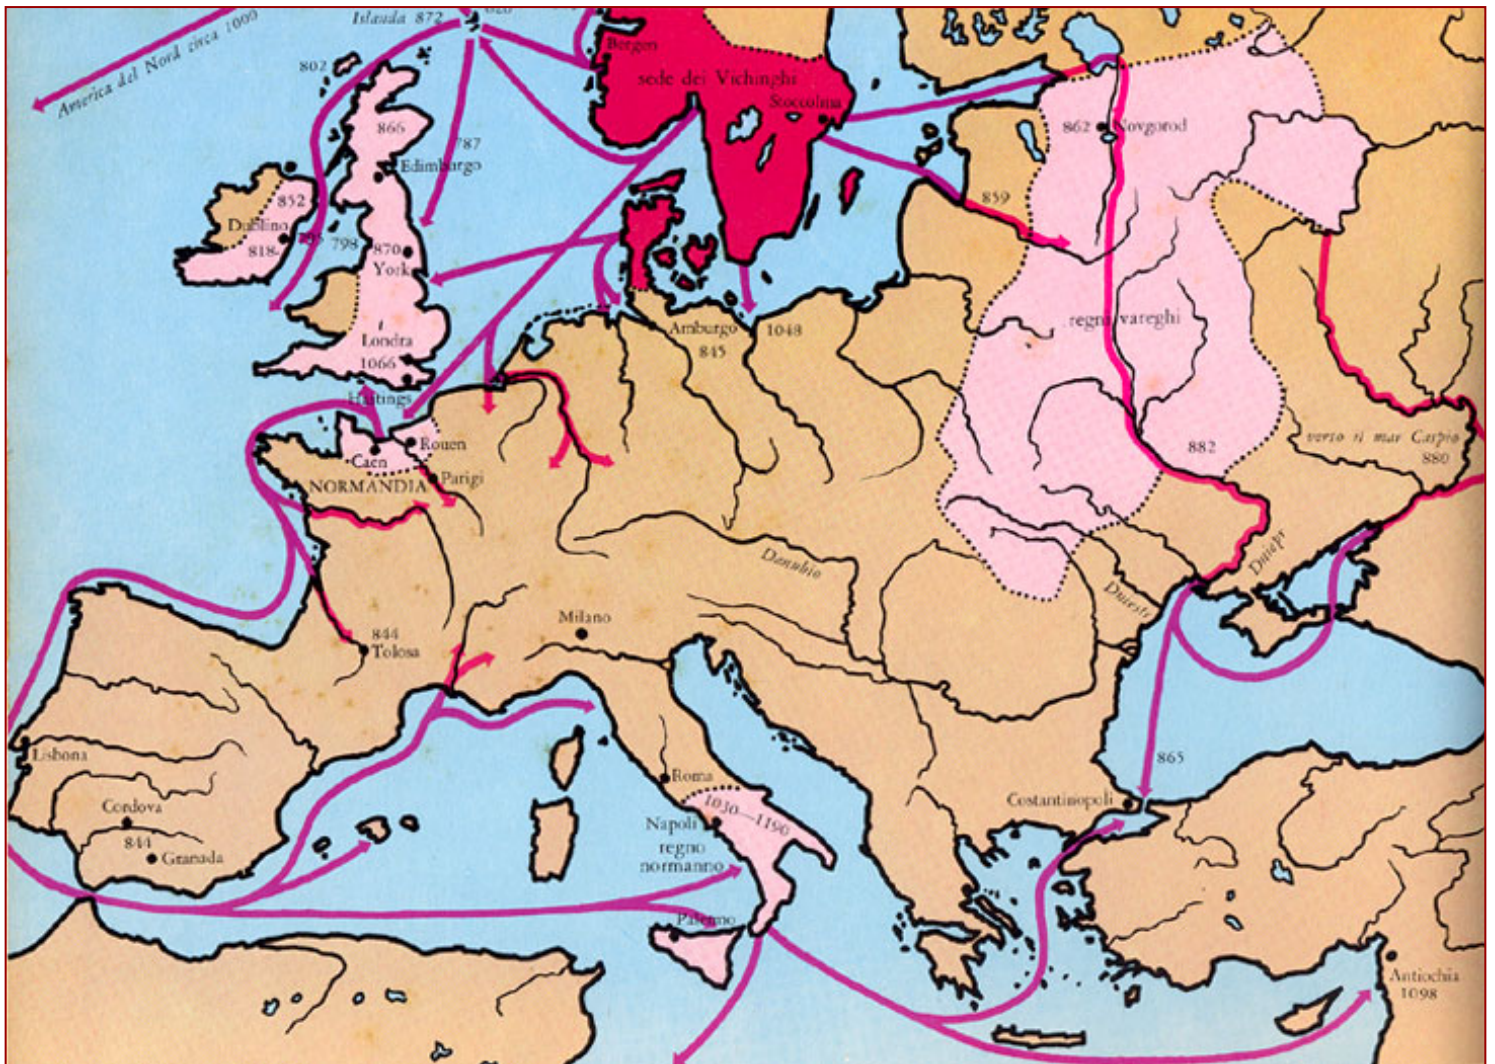 America del Nord circa 1000
Islanda 872
802
Bergen
sede dei Vichinghi
Stoccolma
866
787
Edimburgo
862
Novgorod
859
852
Dublino
818
795
798
870
York
Londra
1066
Hastings
Amburgo
845
1048
regni vareghi
Rouen
Caen
NORMANDIA
Parigi
882
verso il mar Caspio
880
Danubio
Dniestr
Dniepr
Milano
844
Tolosa
Lisbona
Cordova
844
Granada
Roma
1030—1190
Napoli
regno
normanno
Palermo
865
Costantinopoli
Antiochia
1098